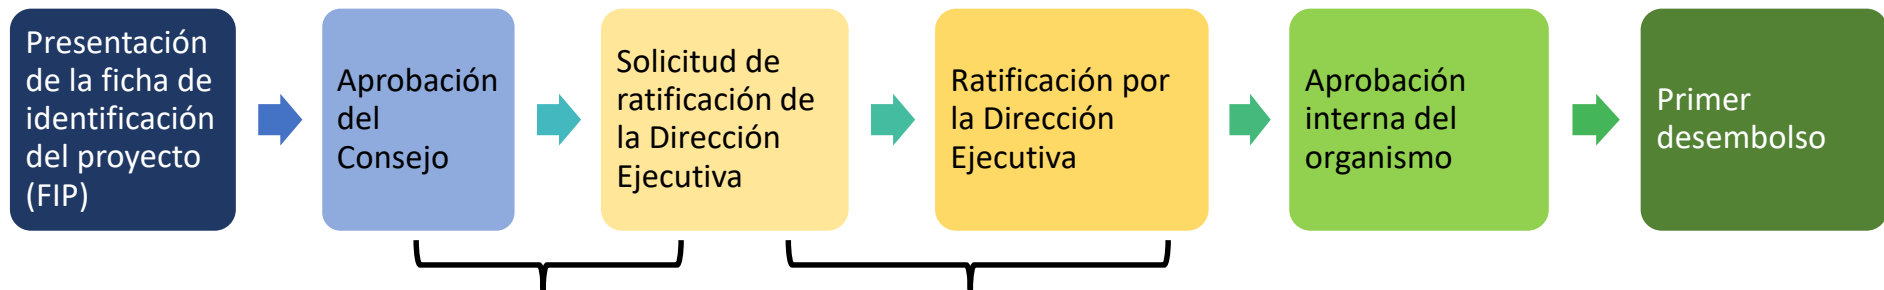 Presentación
de la ficha de
identificación
del proyecto
(FIP)
Aprobación
del
Consejo
Solicitud de
ratificación de
la Dirección
Ejecutiva
Ratificación por
la Dirección
Ejecutiva
Aprobación
interna del
organismo
Primer
desembolso